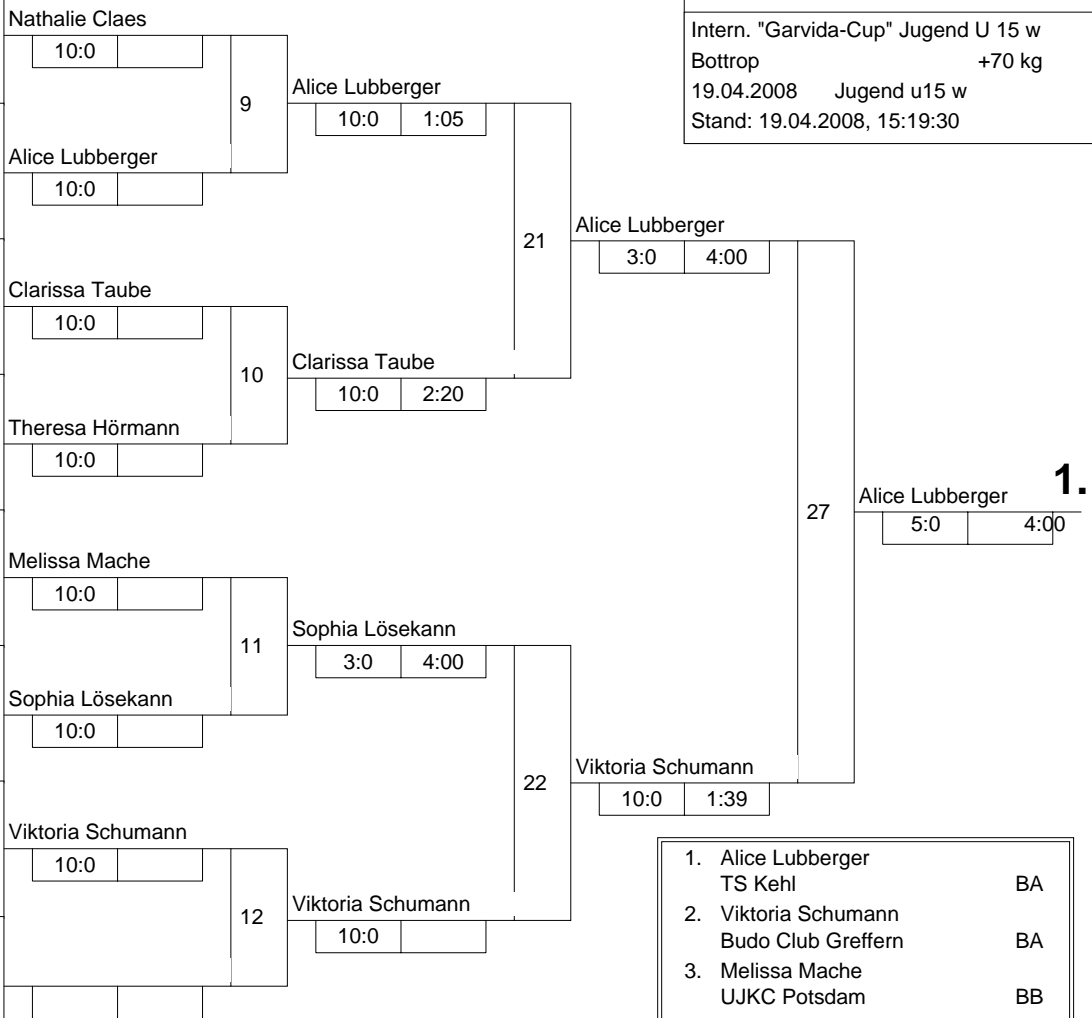 Nathalie Claes
10:0
9
Alice Lubberger
10:0
Alice Lubberger
10:0 1:05
Clarissa Taube
10:0
10
Theresa Hörmann
10:0
Clarissa Taube
10:0 2:20
21
Alice Lubberger
3:0 4:00
Melissa Mache
10:0
11
Sophia Lösekann
10:0
Sophia Lösekann
3:0 4:00
Viktoria Schumann
10:0
12
Viktoria Schumann
10:0
22
Viktoria Schumann
10:0 1:39
27
Alice Lubberger 1.
5:0 4:00
Intern. "Garvida-Cup" Jugend U 15 w
Bottrop +70 kg
19.04.2008 Jugend u15 w
Stand: 19.04.2008, 15:19:30
1. Alice Lubberger
TS Kehl BA
2. Viktoria Schumann
Budo Club Greffern BA
3. Melissa Mache
UJKC Potsdam BB